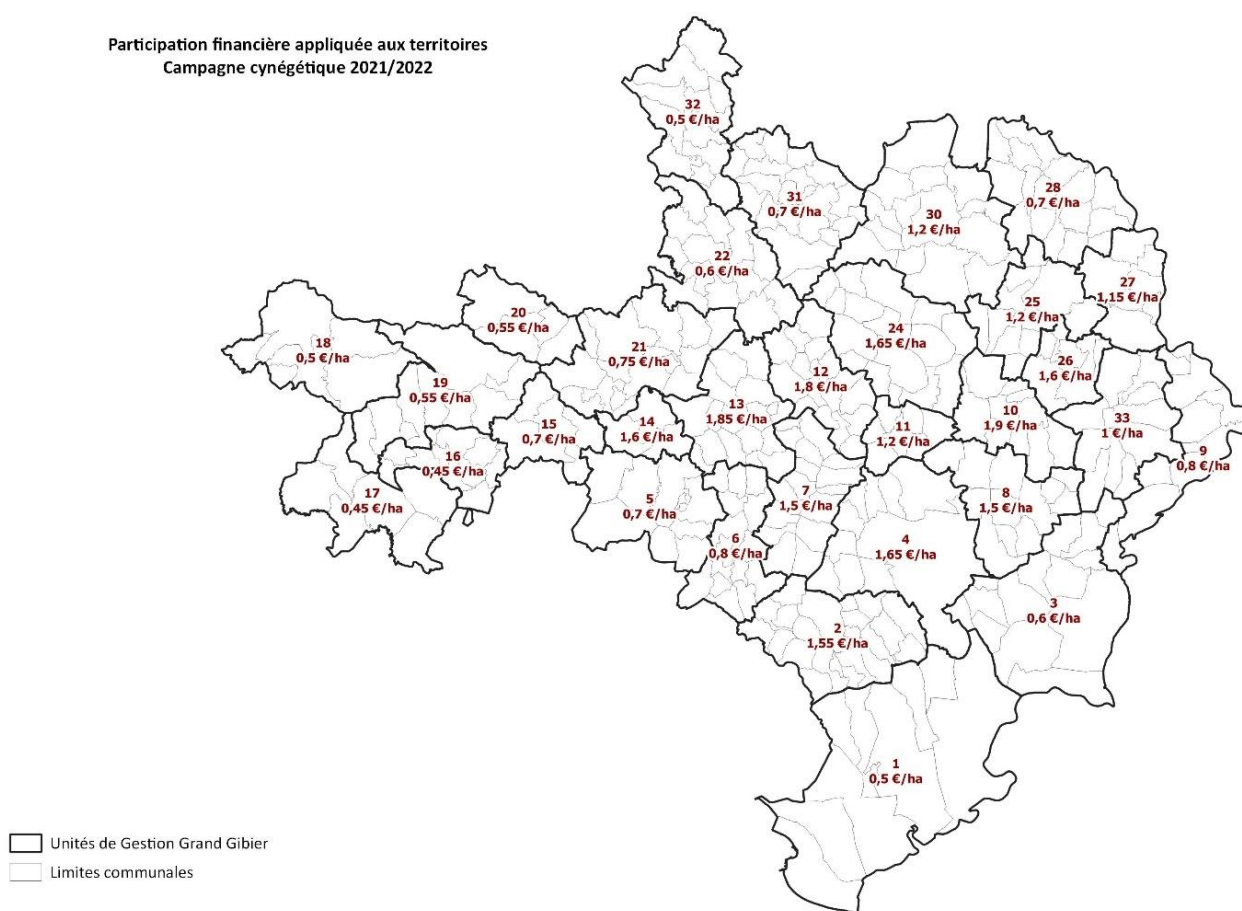 Participation financière appliquée aux territoires
Campagne cynégétique 2021/2022
32
0,5 €/ha
31
0,7 €/ha
30
1,2 €/ha
28
0,7 €/ha
22
0,6 €/ha
27
1,15 €/ha
25
1,2 €/ha
20
0,55 €/ha
18
0,5 €/ha
21
0,75 €/ha
24
1,65 €/ha
26
1,6 €/ha
12
1,8 €/ha
19
0,55 €/ha
13
1,85 €/ha
10
1,9 €/ha
33
1 €/ha
15
0,7 €/ha
14
1,6 €/ha
11
1,2 €/ha
9
0,8 €/ha
16
0,45 €/ha
17
0,45 €/ha
5
0,7 €/ha
7
1,5 €/ha
8
1,5 €/ha
6
0,8 €/ha
4
1,65 €/ha
3
0,6 €/ha
2
1,55 €/ha
1
0,5 €/ha
Unités de Gestion Grand Gibier
Limites communales